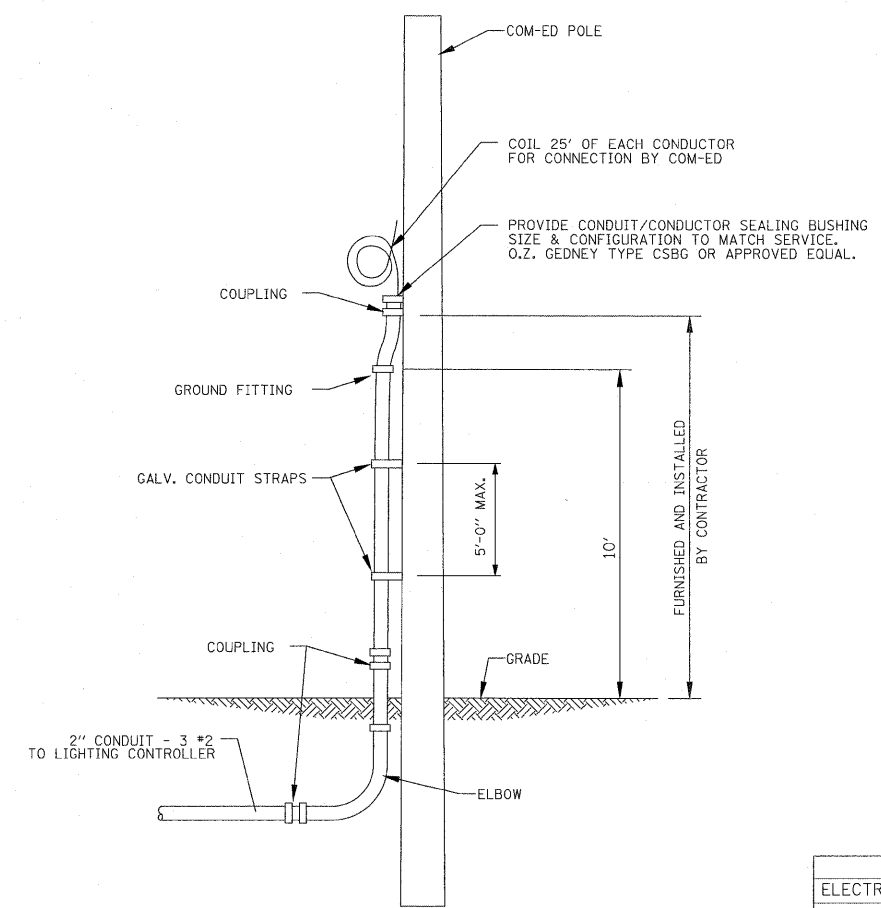 COM-ED POLE
COIL 25' OF EACH CONDUCTOR
FOR CONNECTION BY COM-ED
PROVIDE CONDUIT/CONDUCTOR SEALING BUSHING
SIZE & CONFIGURATION TO MATCH SERVICE.
O.Z. GEDNEY TYPE CSBG OR APPROVED EQUAL.
COUPLING
GROUND FITTING
GALV. CONDUIT STRAPS
5'-0" MAX.
10'
FURNISHED AND INSTALLED
BY CONTRACTOR
COUPLING
GRADE
2" CONDUIT - 3 #2
TO LIGHTING CONTROLLER
ELBOW
ELECTR